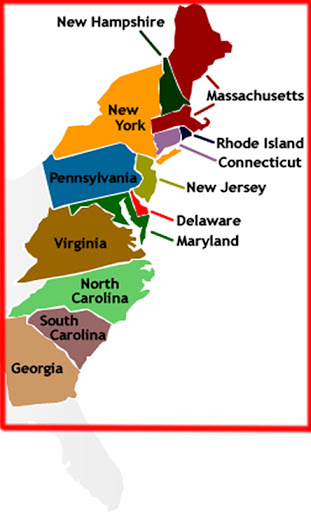 New Hampshire
Massachusetts
New
York
Rhode Island
Connecticut
Pennsylvania
New Jersey
Delaware
Virginia
Maryland
North
Carolina
South
Carolina
Georgia